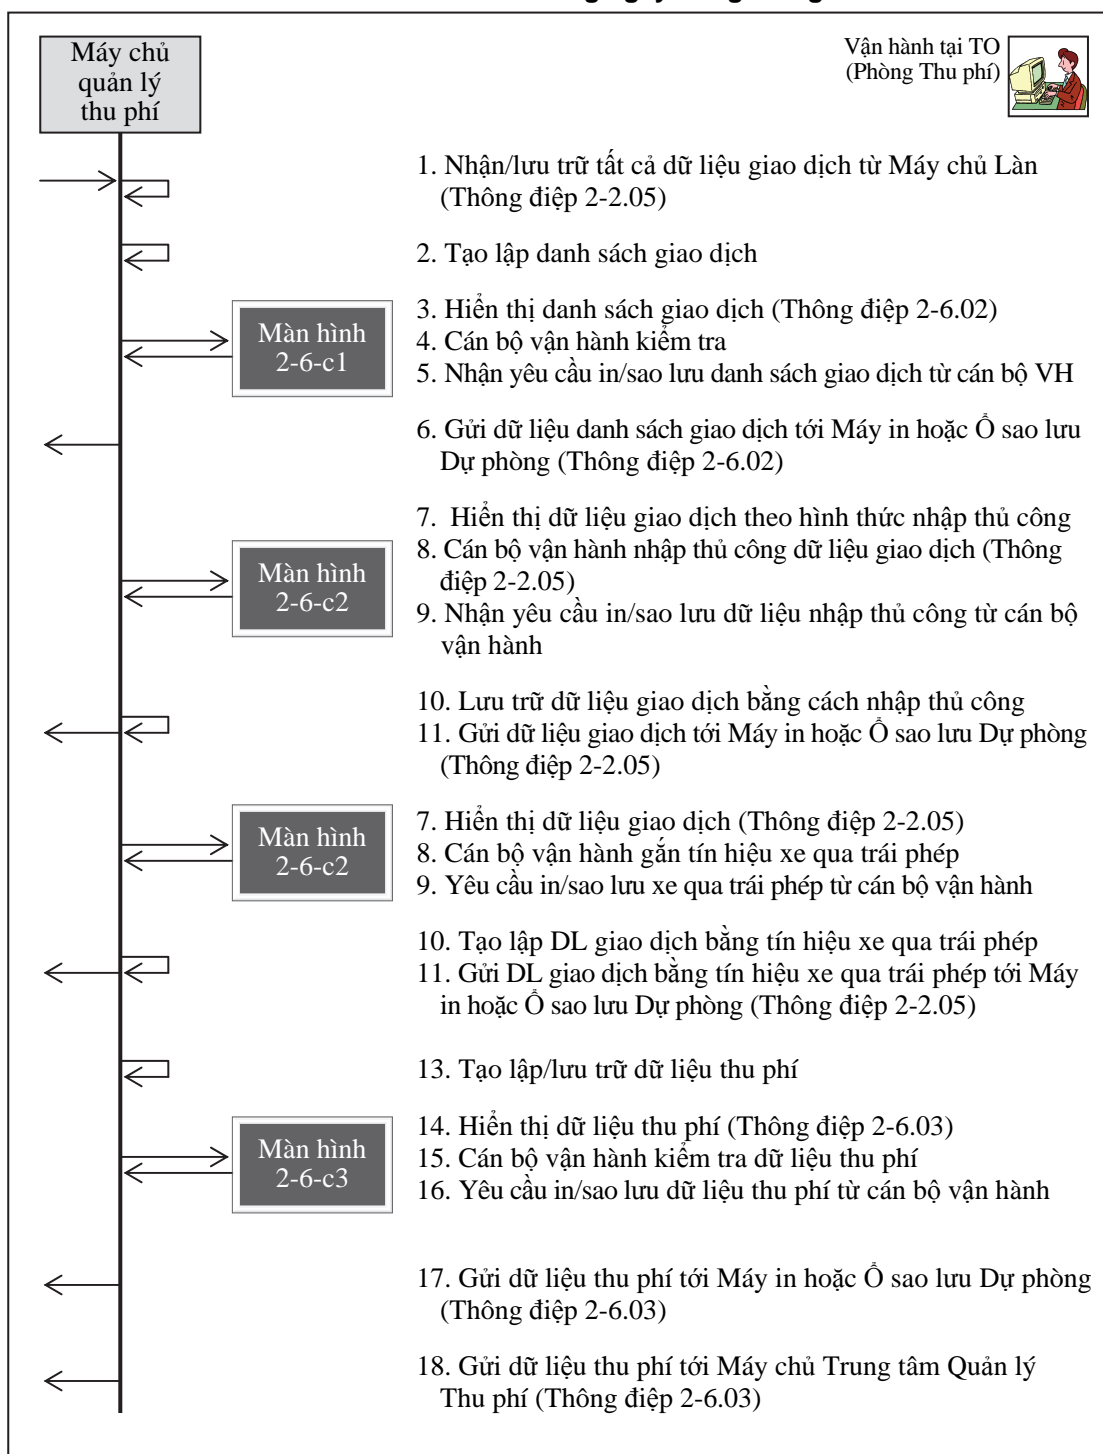 Máy chủ
quản lý
thu phí
Vận hành tại TO
(Phòng Thu phí)
1. Nhận/lưu trữ tất cả dữ liệu giao dịch từ Máy chủ Làn
(Thông điệp 2-2.05)
2. Tạo lập danh sách giao dịch
Màn hình
2-6-c1
3. Hiển thị danh sách giao dịch (Thông điệp 2-6.02)
4. Cán bộ vận hành kiểm tra
5. Nhận yêu cầu in/sao lưu danh sách giao dịch từ cán bộ VH
6. Gửi dữ liệu danh sách giao dịch tới Máy in hoặc Ổ sao lưu
Dự phòng (Thông điệp 2-6.02)
Màn hình
2-6-c2
7. Hiển thị dữ liệu giao dịch theo hình thức nhập thủ công
8. Cán bộ vận hành nhập thủ công dữ liệu giao dịch (Thông
điệp 2-2.05)
9. Nhận yêu cầu in/sao lưu dữ liệu nhập thủ công từ cán bộ
vận hành
10. Lưu trữ dữ liệu giao dịch bằng cách nhập thủ công
11. Gửi dữ liệu giao dịch tới Máy in hoặc Ổ sao lưu Dự phòng
(Thông điệp 2-2.05)
Màn hình
2-6-c2
7. Hiển thị dữ liệu giao dịch (Thông điệp 2-2.05)
8. Cán bộ vận hành gắn tín hiệu xe qua trái phép
9. Yêu cầu in/sao lưu xe qua trái phép từ cán bộ vận hành
10. Tạo lập DL giao dịch bằng tín hiệu xe qua trái phép
11. Gửi DL giao dịch bằng tín hiệu xe qua trái phép tới Máy
in hoặc Ổ sao lưu Dự phòng (Thông điệp 2-2.05)
13. Tạo lập/lưu trữ dữ liệu thu phí
Màn hình
2-6-c3
14. Hiển thị dữ liệu thu phí (Thông điệp 2-6.03)
15. Cán bộ vận hành kiểm tra dữ liệu thu phí
16. Yêu cầu in/sao lưu dữ liệu thu phí từ cán bộ vận hành
17. Gửi dữ liệu thu phí tới Máy in hoặc Ổ sao lưu Dự phòng
(Thông điệp 2-6.03)
18. Gửi dữ liệu thu phí tới Máy chủ Trung tâm Quản lý
Thu phí (Thông điệp 2-6.03)